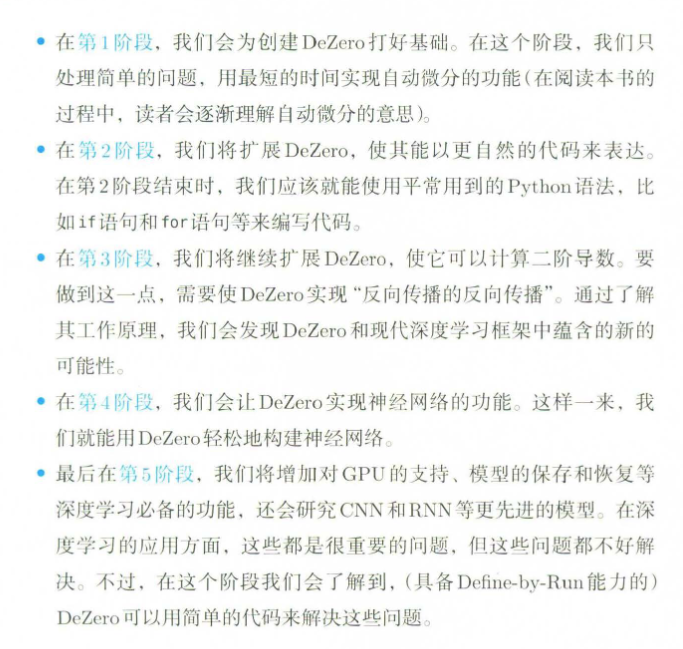 • 在第1阶段，我们会为创建DeZero打好基础。在这个阶段，我们只
处理简单的问题，用最短的时间实现自动微分的功能(在阅读本书的
过程中，读者会逐渐理解自动微分的意思)。
• 在第2阶段，我们将扩展DeZero，使其能以更自然的代码来表达。
在第2阶段结束时，我们应该就能使用平常用到的Python语法，比
如if语句和for语句等来编写代码。
• 在第3阶段，我们将继续扩展DeZero，使它可以计算二阶导数。要
做到这一点，需要使DeZero实现“反向传播的反向传播”。通过了解
其工作原理，我们会发现DeZero和现代深度学习框架中蕴含的新的
可能性。
• 在第4阶段，我们会让DeZero实现神经网络的功能。这样一来，我
们就能用DeZero轻松地构建神经网络。
• 最后在第5阶段，我们将增加对GPU的支持、模型的保存和恢复等
深度学习必备的功能，还会研究CNN和RNN等更先进的模型。在深
度学习的应用方面，这些都是很重要的问题，但这些问题都不好解
决。不过，在这个阶段我们会了解到，(具备Define-by-Run能力的)
DeZero可以用简单的代码来解决这些问题。